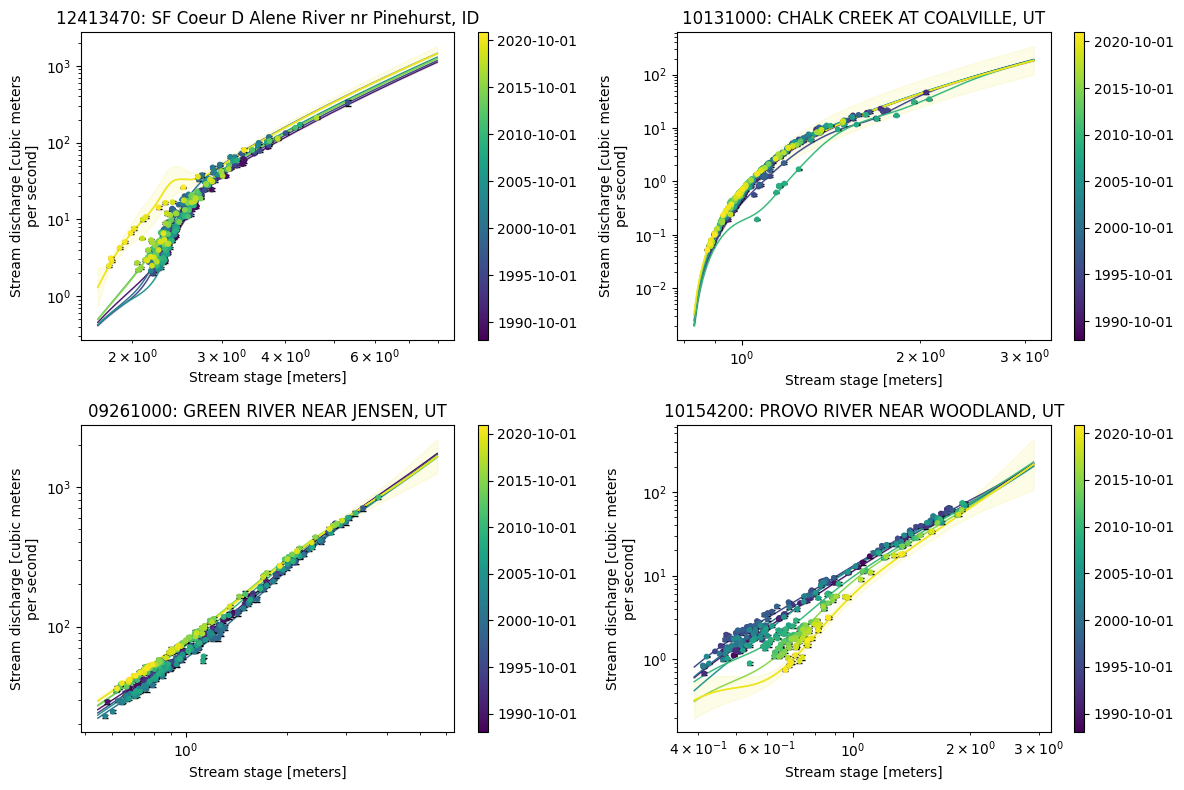 12413470: SF Coeur D Alene River nr Pinehurst, ID
Stream discharge [cubic meters
per second]
10³
10²
10¹
10⁰
2 × 10⁰
3 × 10⁰
4 × 10⁰
6 × 10⁰
Stream stage [meters]
2020-10-01
2015-10-01
2010-10-01
2005-10-01
2000-10-01
1995-10-01
1990-10-01
10131000: CHALK CREEK AT COALVILLE, UT
Stream discharge [cubic meters
per second]
10²
10¹
10⁰
10⁻¹
10⁻²
10⁰
2 × 10⁰
3 × 10⁰
Stream stage [meters]
2020-10-01
2015-10-01
2010-10-01
2005-10-01
2000-10-01
1995-10-01
1990-10-01
09261000: GREEN RIVER NEAR JENSEN, UT
Stream discharge [cubic meters
per second]
10³
10²
10⁰
Stream stage [meters]
2020-10-01
2015-10-01
2010-10-01
2005-10-01
2000-10-01
1995-10-01
1990-10-01
10154200: PROVO RIVER NEAR WOODLAND, UT
Stream discharge [cubic meters
per second]
10²
10¹
10⁰
4 × 10⁻¹
6 × 10⁻¹
10⁰
2 × 10⁰
3 × 10⁰
Stream stage [meters]
2020-10-01
2015-10-01
2010-10-01
2005-10-01
2000-10-01
1995-10-01
1990-10-01